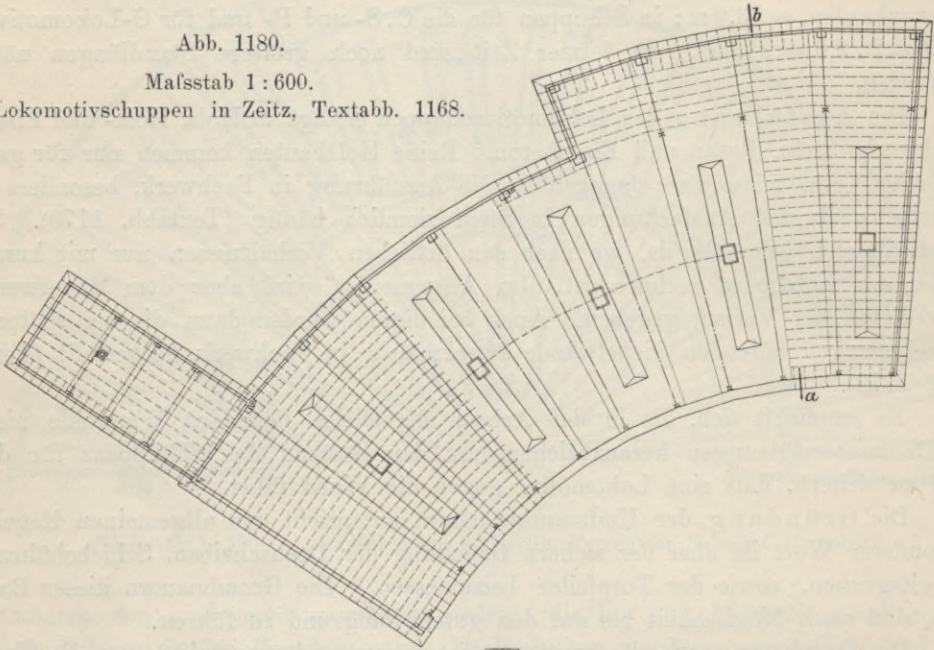 Abb. 1180.
Maſsstab 1 : 600.
Lokomotivschuppen in Zeitz, Textabb. 1168.
b
a